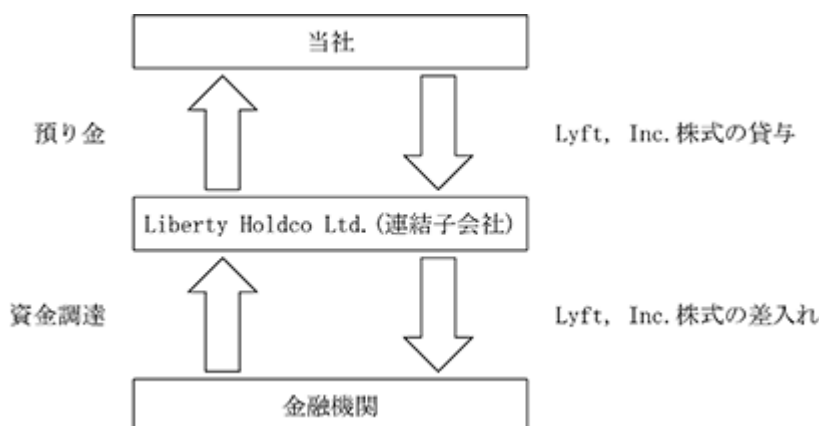 当社
預り金
Lyft, Inc.株式の貸与
Liberty Holdco Ltd.(連結子会社)
資金調達
Lyft, Inc.株式の差入れ
金融機関